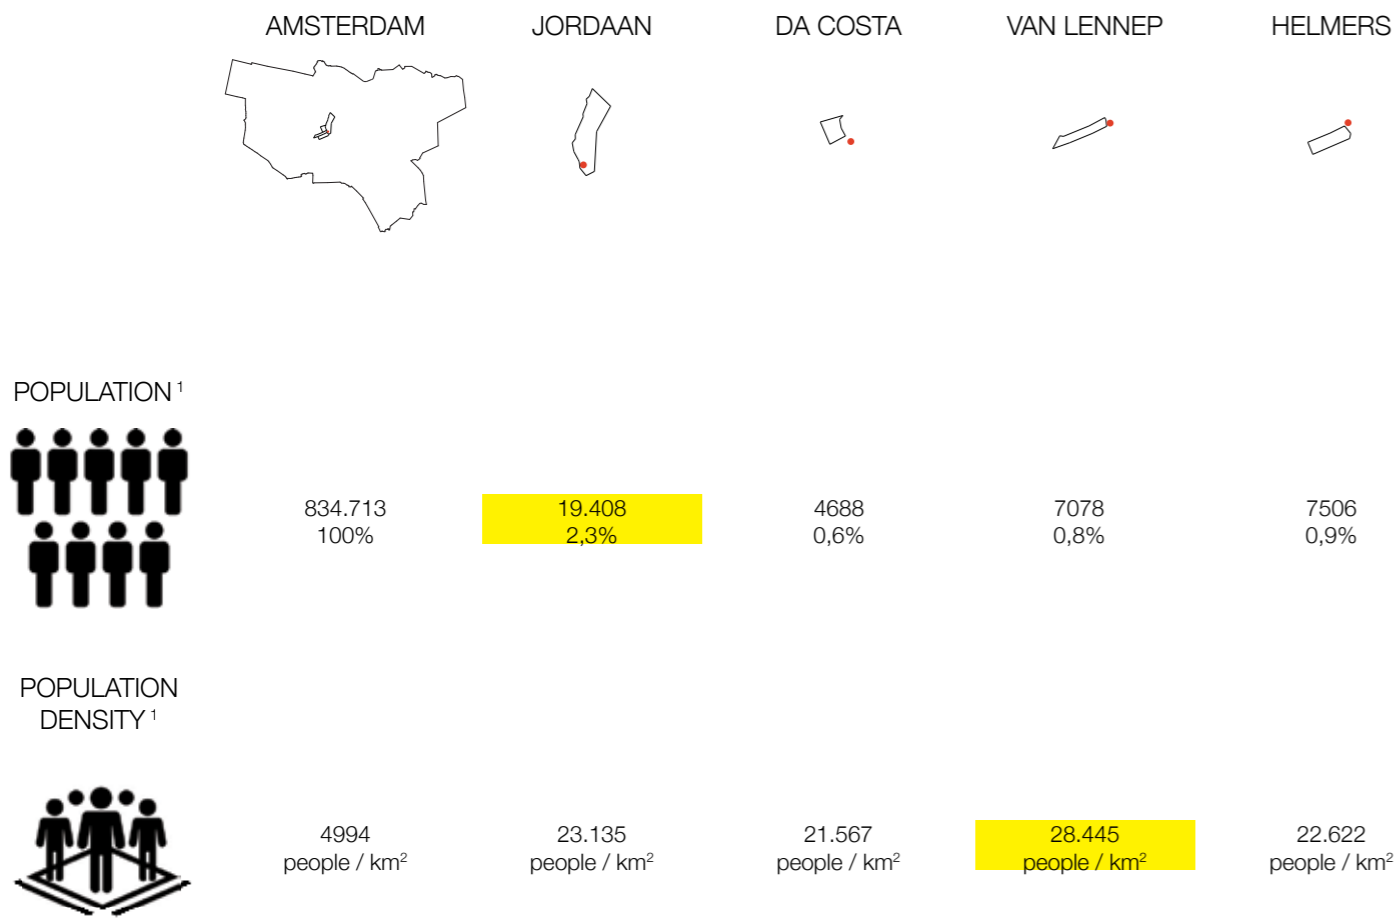 AMSTERDAM JORDAAN DA COSTA VAN LENNEP HELMERS
POPULATION ¹
834.713 19.408 4688 7078 7506
100% 2,3% 0,6% 0,8% 0,9%
POPULATION
DENSITY ¹
4994 23.135 21.567 28.445 22.622
people / km² people / km² people / km² people / km² people / km²